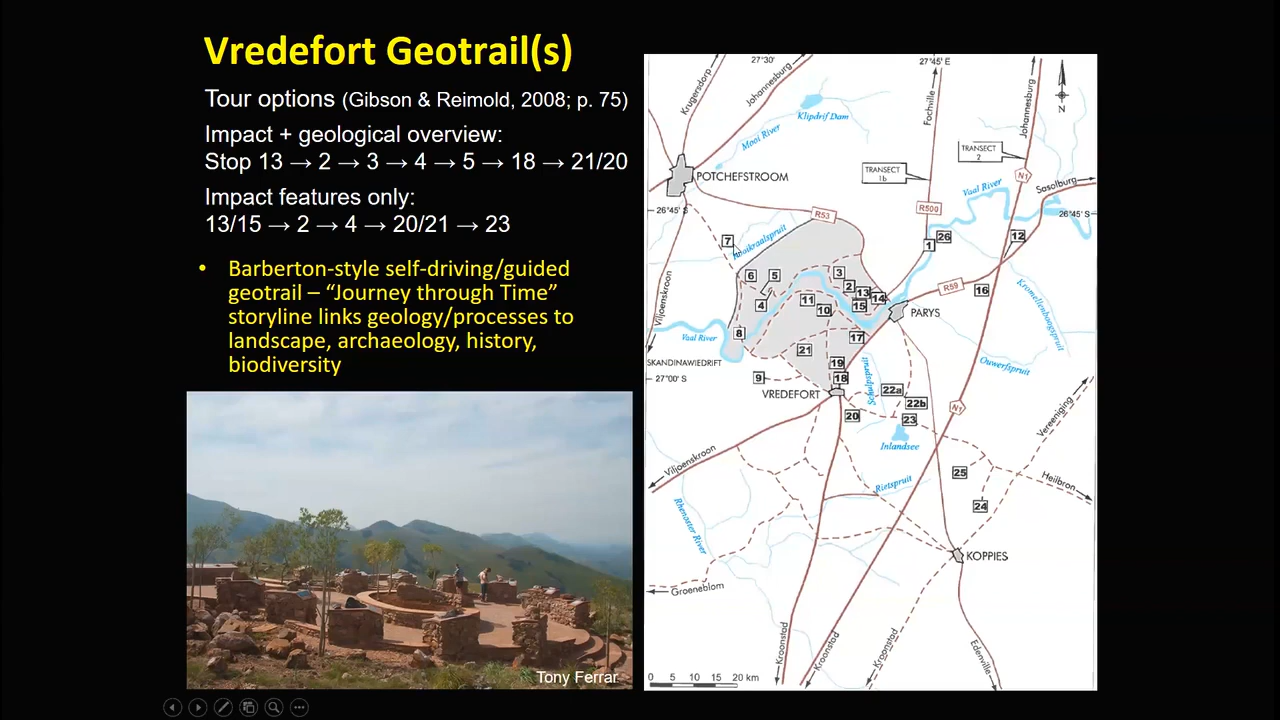 Vredefort Geotrail(s)
Tour options (Gibson & Reimold, 2008; p. 75)
Impact + geological overview:
Stop 13 → 2 → 3 → 4 → 5 → 18 → 21/20
Impact features only:
13/15 → 2 → 4 → 20/21 → 23
• Barberton-style self-driving/guided
geotrail – “Journey through Time”
storyline links geology/processes to
landscape, archaeology, history,
biodiversity
Tony Ferrar
27°30'
27°45' E
Krugersdorp
Johannesburg
Fochville
Johannesburg
N
Klipdrif Dam
Mooi River
TRANSECT
2
TRANSECT
1b
N1
POTCHEFSTROOM
Vaal River
Sasolburg
26°45' S
R53
R500
26°45' S
7
1
26
12
6
5
3
2
13
14
R59
16
4
11
15
10
PARYS
Viljoenskroon
Kromellenboogspruit
8
17
Vaal River
21
SKANDINAWIEDRIFT
19
Ouwerfspruit
27°00' S
9
18
Schulpspruit
VREDEFORT
22a
22b
N1
20
23
Inlandsee
Vereeniging
Viljoenskroon
25
Heilbron
Rietspruit
24
Rhenoster River
KOPPIES
Groeneblom
Kroonstad
Kroonstad
Kroonstad
Edenville
0 5 10 15 20 km